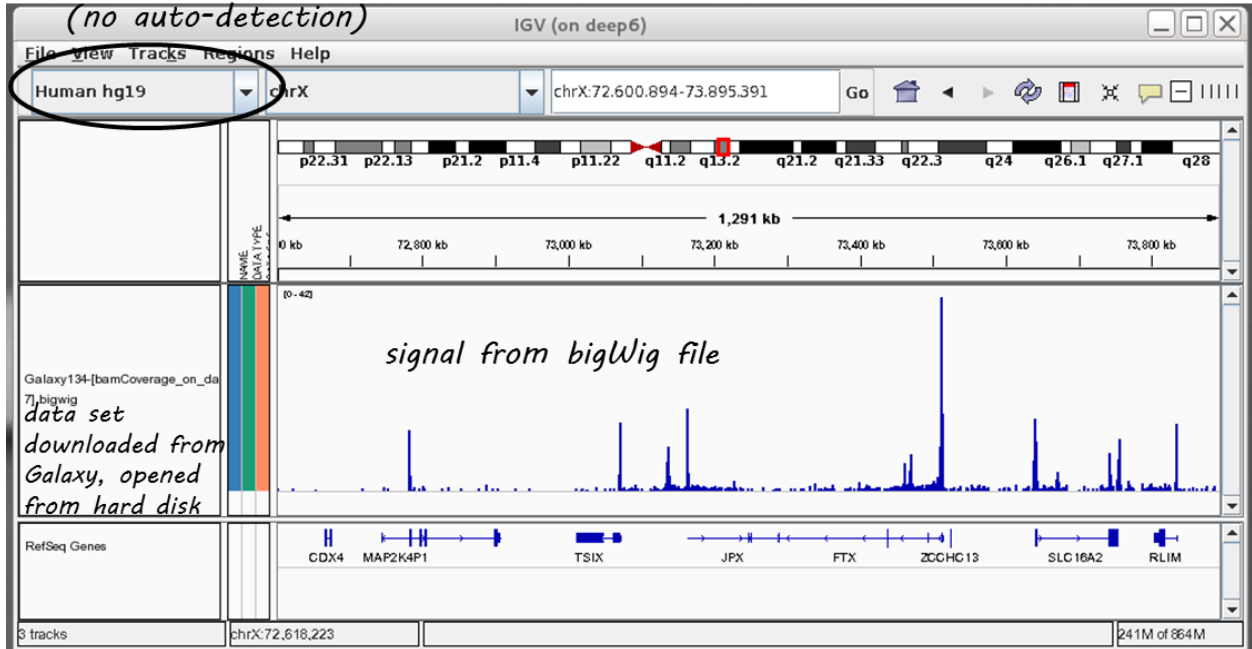 (no auto-detection)
IGV (on deep6)
File View Tracks Regions Help
Human hg19 chrX chrX:72.600.894-73.895.391 Go
p22.31 p22.13 p21.2 p11.4 p11.22 q11.2 q13.2 q21.2 q21.33 q22.3 q24 q26.1 q27.1 q28
1,291 kb
0 kb 72,800 kb 73,000 kb 73,200 kb 73,400 kb 73,600 kb 73,800 kb
NAME
DATA TYPE
[0 - 42]
signal from bigWig file
Galaxy134-[bamCoverage_on_da
7].bigwig
data set
downloaded from
Galaxy, opened
from hard disk
RefSeq Genes
CDX4 MAP2K4P1 TSIX JPX FTX ZCCHC13 SLC16A2 RLIM
3 tracks chrX:72,618,223 241M of 864M